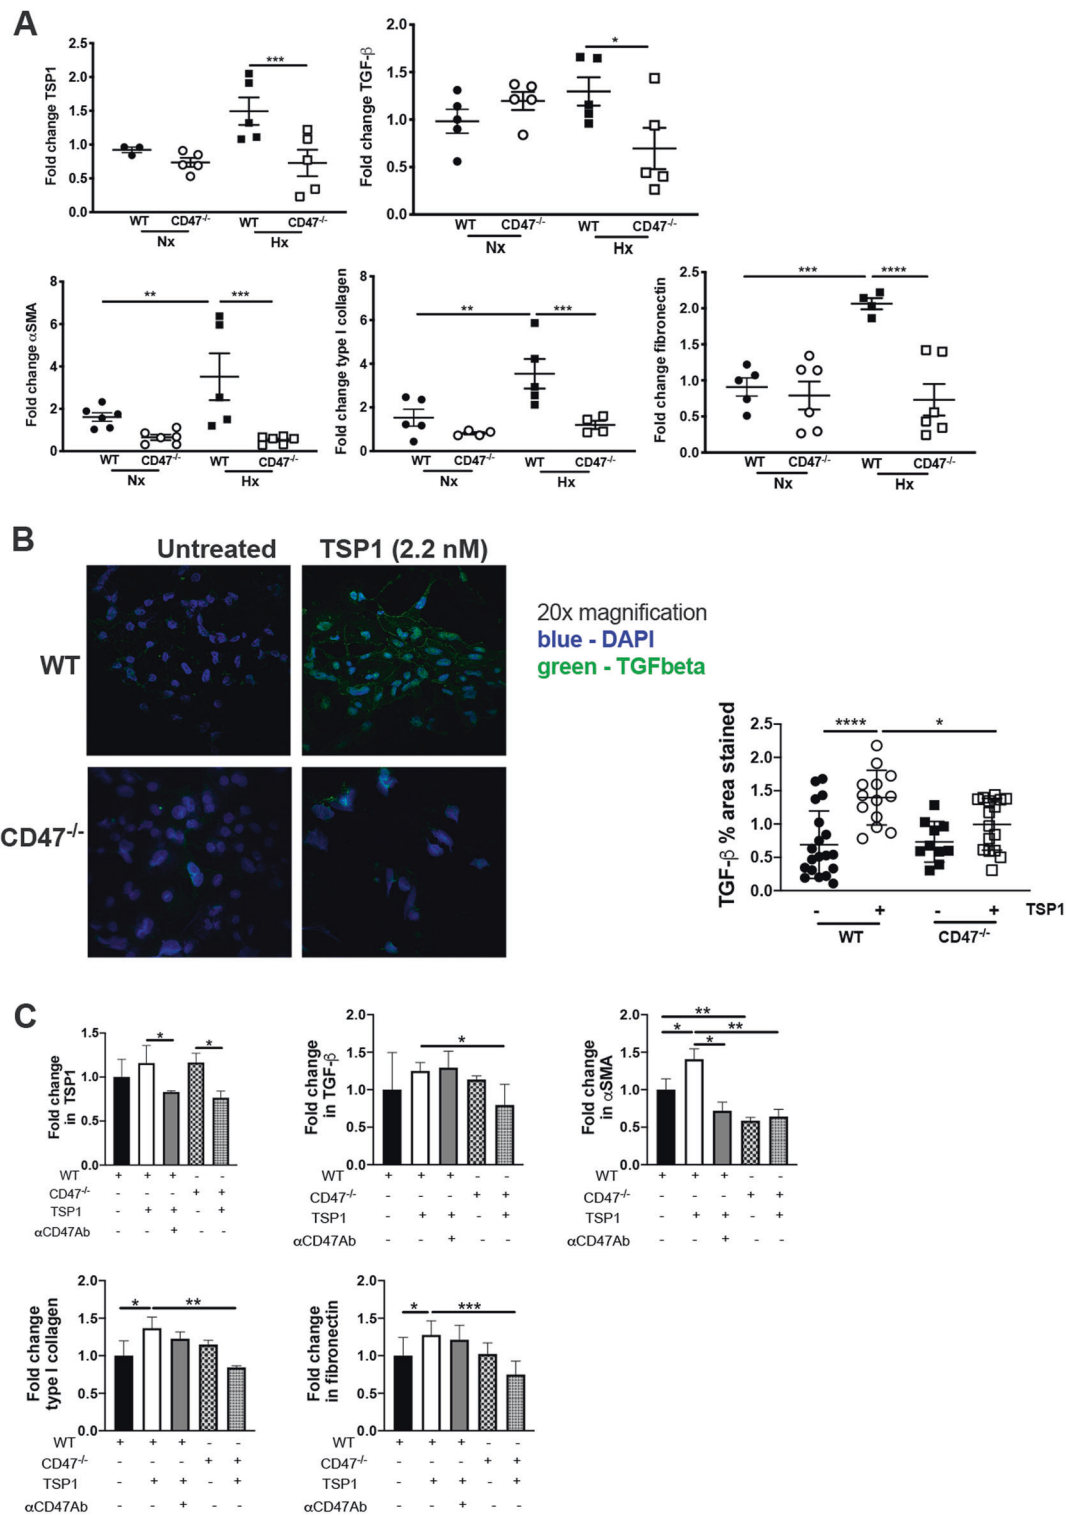 A
Fold change TSP1
2.5
2.0
1.5
1.0
0.5
0.0
***
WT CD47-/- WT CD47-/-
Nx Hx
Fold change TGF-β
2.0
1.5
1.0
0.5
0.0
*
WT CD47-/- WT CD47-/-
Nx Hx
Fold change αSMA
8
6
4
2
0
** ***
WT CD47-/- WT CD47-/-
Nx Hx
Fold change type I collagen
8
6
4
2
0
** ***
WT CD47-/- WT CD47-/-
Nx Hx
Fold change fibronectin
2.5
2.0
1.5
1.0
0.5
0.0
*** ****
WT CD47-/- WT CD47-/-
Nx Hx
B
Untreated TSP1 (2.2 nM)
WT
CD47-/-
20x magnification
blue - DAPI
green - TGFbeta
TGF-β % area stained
2.5
2.0
1.5
1.0
0.5
0.0
**** *
- + - + TSP1
WT CD47-/-
C
Fold change
in TSP1
1.5
1.0
0.5
0.0
* *
WT + + + - -
CD47-/- - - - + +
TSP1 - + + - +
αCD47Ab - - + - -
Fold change
in TGF-β
2.0
1.5
1.0
0.5
0.0
*
WT + + + - -
CD47-/- - - - + +
TSP1 - + + - +
αCD47Ab - - + - -
Fold change
in αSMA
2.0
1.5
1.0
0.5
0.0
**
* **
*
WT + + + - -
CD47-/- - - - + +
TSP1 - + + - +
αCD47Ab - - + - -
Fold change
type I collagen
2.0
1.5
1.0
0.5
0.0
* **
WT + + + - -
CD47-/- - - - + +
TSP1 - + + - +
αCD47Ab - - + - -
Fold change
in fibronectin
2.0
1.5
1.0
0.5
0.0
* ***
WT + + + - -
CD47-/- - - - + +
TSP1 - + + - +
αCD47Ab - - + - -